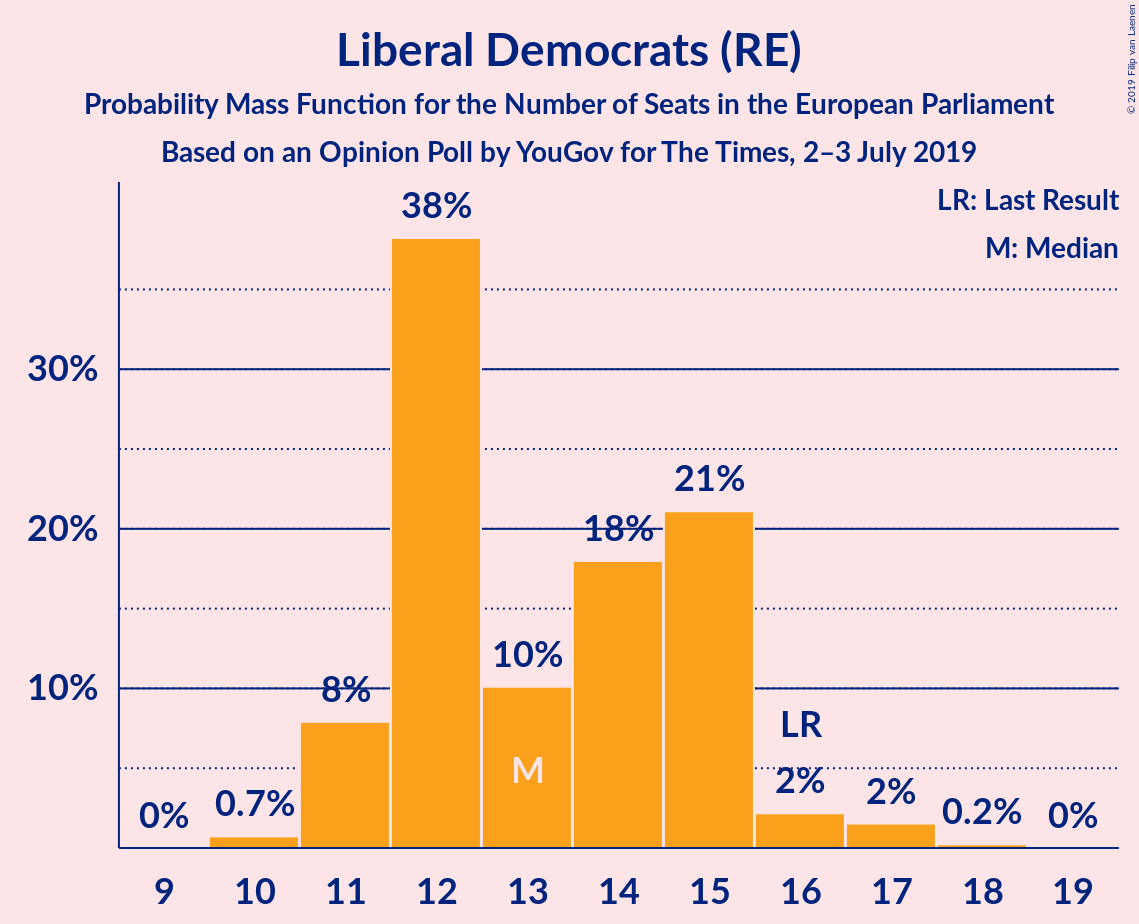 Liberal Democrats (RE)
Probability Mass Function for the Number of Seats in the European Parliament
Based on an Opinion Poll by YouGov for The Times, 2–3 July 2019
© 2019 Filip van Laenen
LR: Last Result
M: Median
38%
30%
21%
20%
18%
10%
10%
8%
LR
M
2%
2%
0.7%
0.2%
0%
0%
9 10 11 12 13 14 15 16 17 18 19